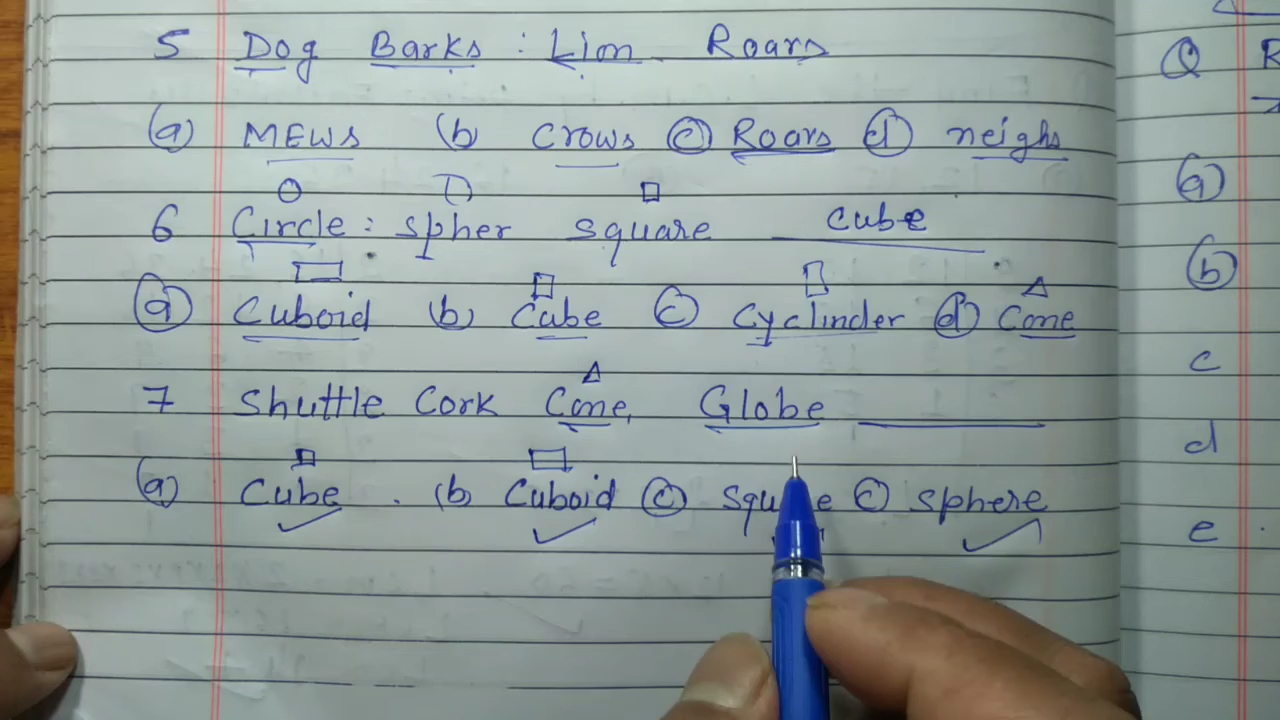 5 Dog Barks : Lion Roars
(a) MEWS (b) Crows (c) Roars (d) neighs
6 Circle : spher square cube
(a) Cuboid (b) Cube (c) Cyclinder (d) Cone
7 Shuttle Cork Cone, Globe
(a) Cube . (b) Cuboid (c) Square (c) sphere
Q R
(a)
(b)
c
d
e